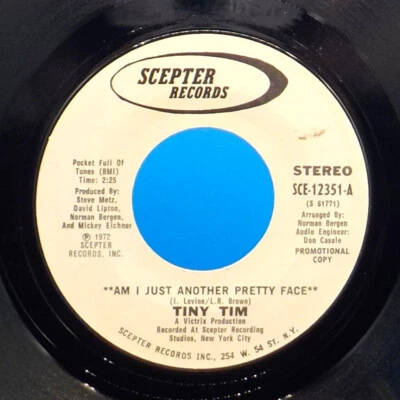 SCEPTER
RECORDS
Pocket Full Of
Tunes (BMI)
Time: 2:25
Produced By:
Steve Metz,
David Lipton,
Norman Bergen,
And Mickey Eichner
Ⓟ 1972
SCEPTER
RECORDS, INC.
STEREO
SCE-12351-A
(S 61771)
Arranged By:
Norman Bergen
Audio Engineer:
Don Casale
PROMOTIONAL
COPY
**AM I JUST ANOTHER PRETTY FACE**
(I. Levine/L.R. Brown)
TINY TIM
A Victrix Production
Recorded At Scepter Recording
Studios, New York City
SCEPTER RECORDS INC., 254 W. 54 ST. N.Y.